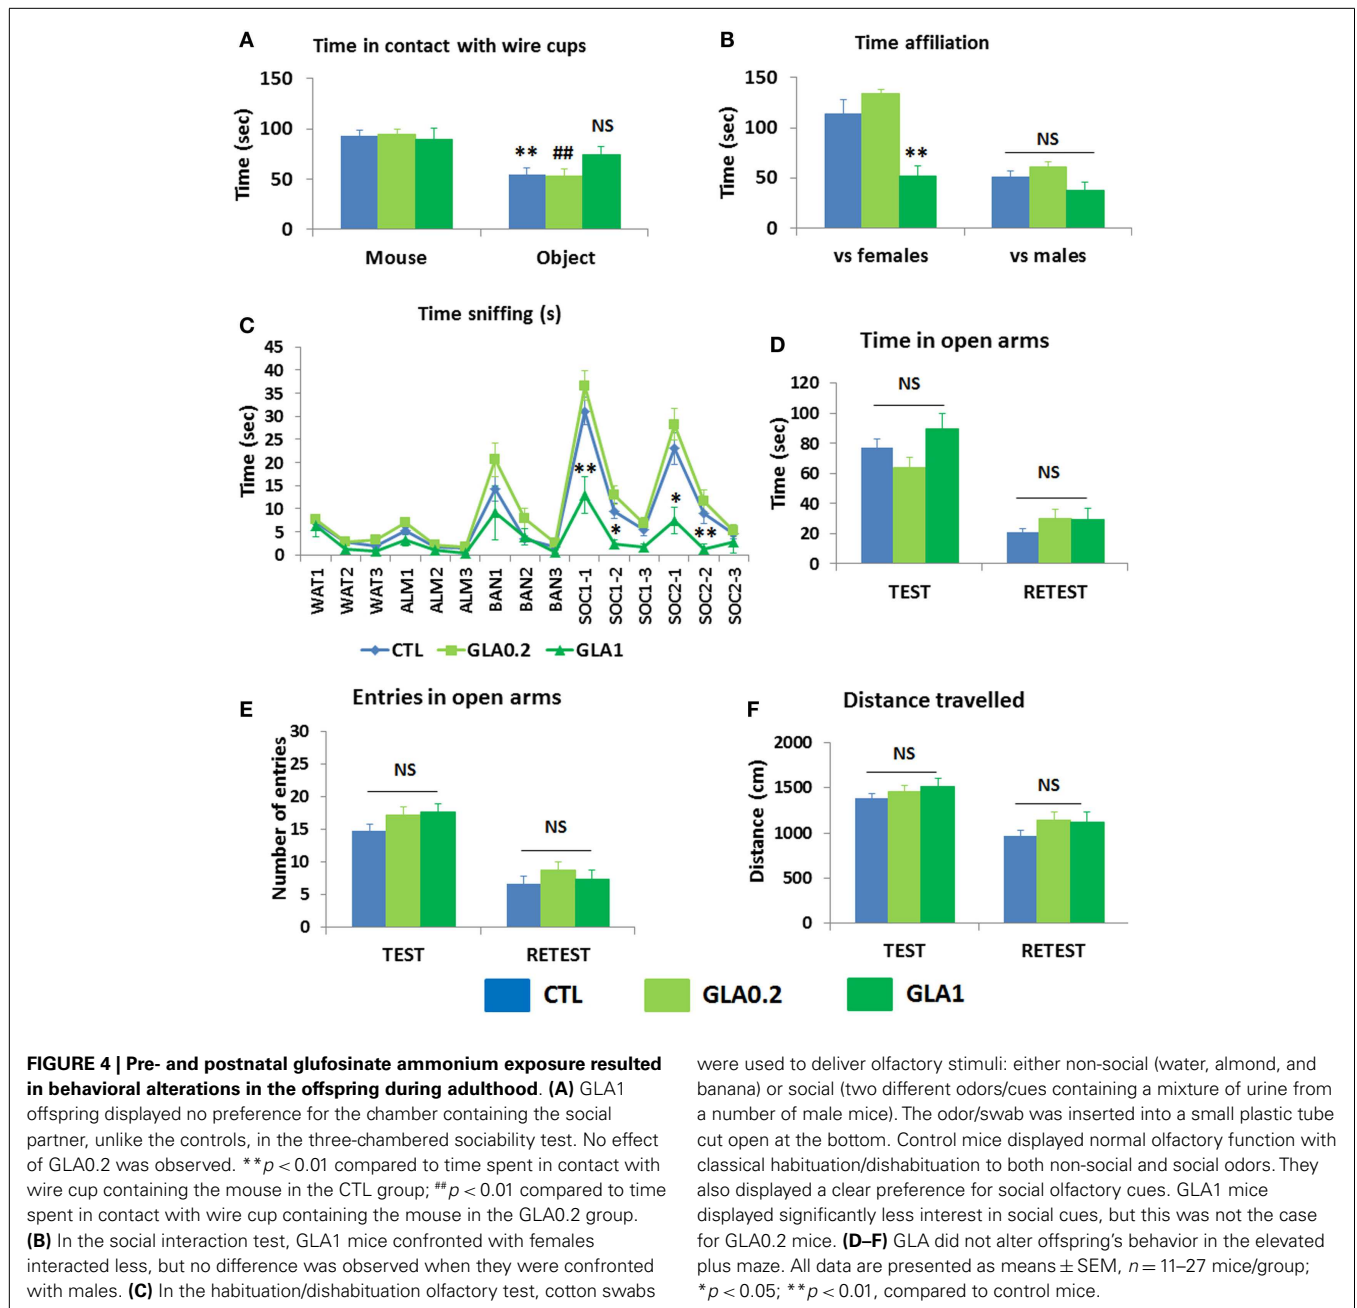 A
Time in contact with wire cups
150
100
50
0
Time (sec)
**
##
NS
Mouse
Object
B
Time affiliation
150
100
50
0
Time (sec)
**
NS
vs females
vs males
C
Time sniffing (s)
45
40
35
30
25
20
15
10
5
0
Time (sec)
**
*
*
**
WAT1
WAT2
WAT3
ALM1
ALM2
ALM3
BAN1
BAN2
BAN3
SOC1-1
SOC1-2
SOC1-3
SOC2-1
SOC2-2
SOC2-3
CTL
GLA0.2
GLA1
D
Time in open arms
120
100
80
60
40
20
0
Time (sec)
NS
NS
TEST
RETEST
E
Entries in open arms
30
25
20
15
10
5
0
Number of entries
NS
NS
TEST
RETEST
F
Distance travelled
2000
1500
1000
500
0
Distance (cm)
NS
NS
TEST
RETEST
CTL
GLA0.2
GLA1
FIGURE 4 | Pre- and postnatal glufosinate ammonium exposure resulted
in behavioral alterations in the offspring during adulthood. (A) GLA1
offspring displayed no preference for the chamber containing the social
partner, unlike the controls, in the three-chambered sociability test. No effect
of GLA0.2 was observed. **p < 0.01 compared to time spent in contact with
wire cup containing the mouse in the CTL group; ##p < 0.01 compared to time
spent in contact with wire cup containing the mouse in the GLA0.2 group.
(B) In the social interaction test, GLA1 mice confronted with females
interacted less, but no difference was observed when they were confronted
with males. (C) In the habituation/dishabituation olfactory test, cotton swabs
were used to deliver olfactory stimuli: either non-social (water, almond, and
banana) or social (two different odors/cues containing a mixture of urine from
a number of male mice). The odor/swab was inserted into a small plastic tube
cut open at the bottom. Control mice displayed normal olfactory function with
classical habituation/dishabituation to both non-social and social odors. They
also displayed a clear preference for social olfactory cues. GLA1 mice
displayed significantly less interest in social cues, but this was not the case
for GLA0.2 mice. (D–F) GLA did not alter offspring's behavior in the elevated
plus maze. All data are presented as means ± SEM, n = 11–27 mice/group;
*p < 0.05; **p < 0.01, compared to control mice.